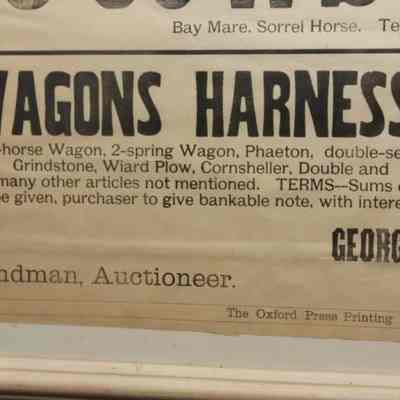 Bay Mare. Sorrel Horse. Te
WAGONS HARNESS
-horse Wagon, 2-spring Wagon, Phaeton, double-se
Grindstone, Wiard Plow, Cornsheller, Double and
many other articles not mentioned. TERMS—Sums o
e given, purchaser to give bankable note, with intere
GEORG
ndman, Auctioneer.
The Oxford Press Printing